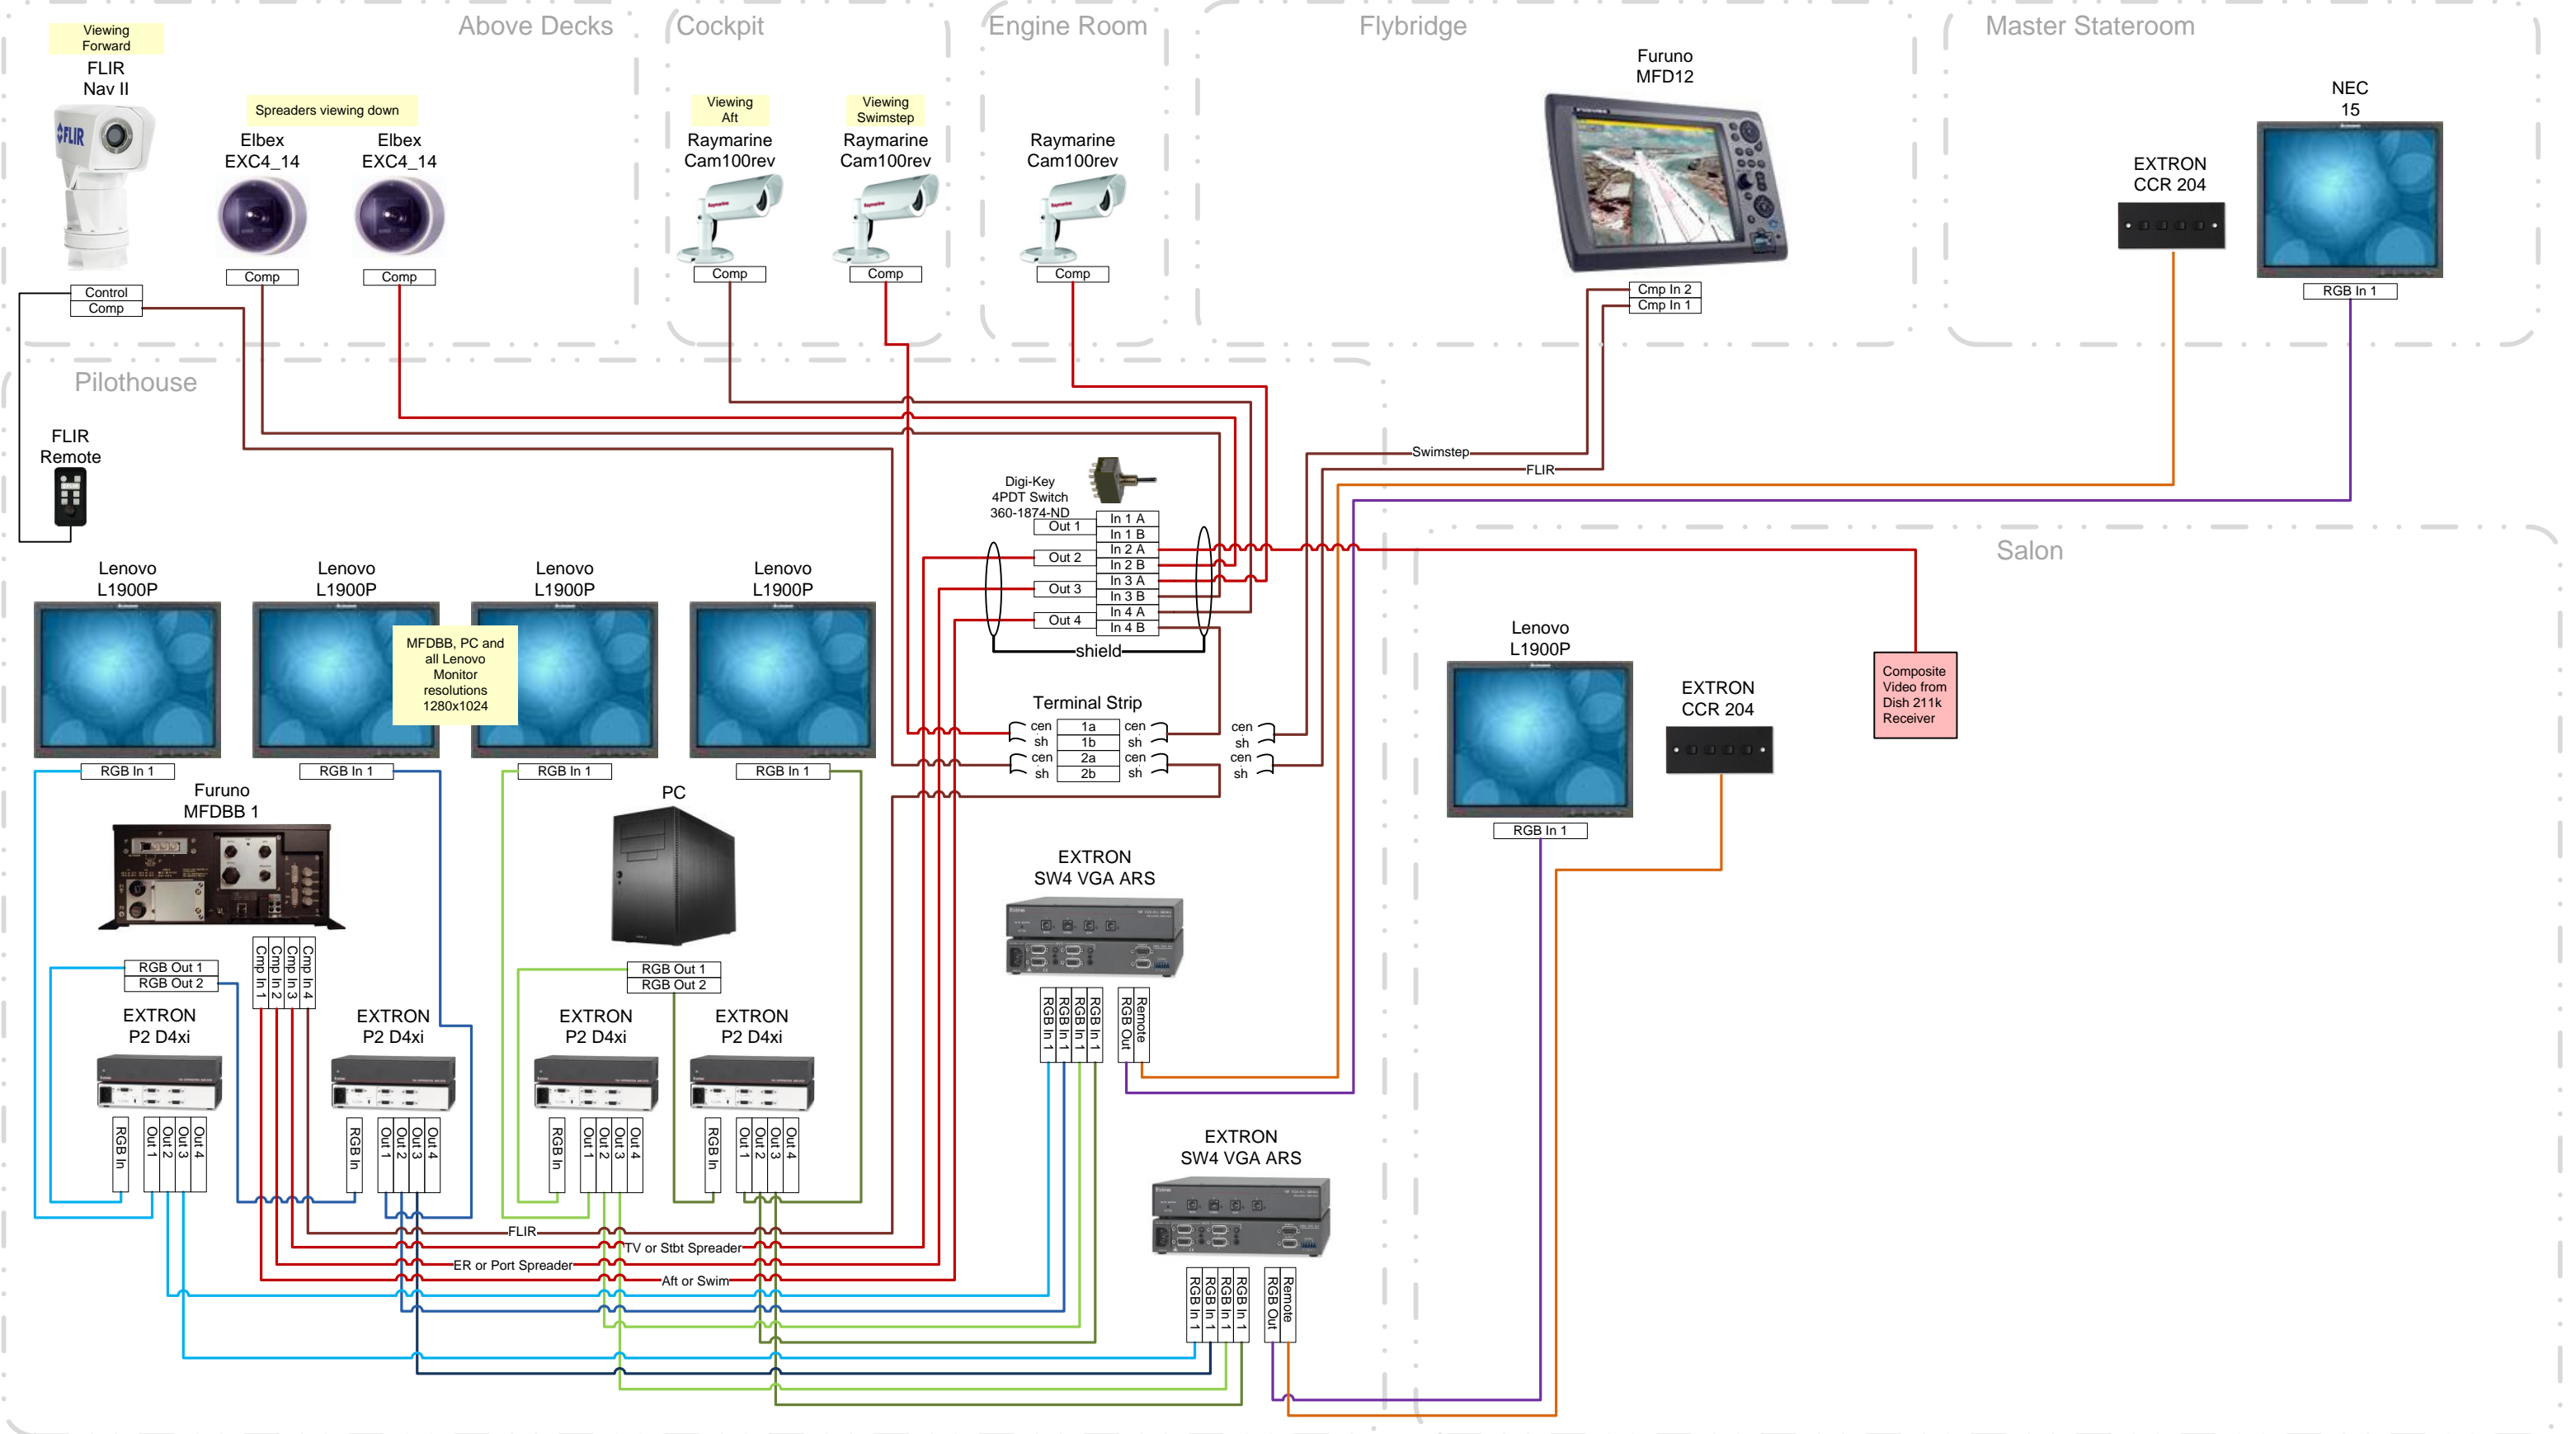 Above Decks
Cockpit
Engine Room
Flybridge
Master Stateroom
Viewing
Forward
FLIR
Nav II
FLIR
Spreaders viewing down
Elbex
EXC4_14
Elbex
EXC4_14
Viewing
Aft
Raymarine
Cam100rev
Viewing
Swimstep
Raymarine
Cam100rev
Raymarine
Cam100rev
Furuno
MFD12
EXTRON
CCR 204
NEC
15
Control
Comp
Comp
Comp
Comp
Comp
Comp
Cmp In 2
Cmp In 1
RGB In 1
Pilothouse
FLIR
Remote
Swimstep
FLIR
Digi-Key
4PDT Switch
360-1874-ND
Out 1
Out 2
Out 3
Out 4
In 1 A
In 1 B
In 2 A
In 2 B
In 3 A
In 3 B
In 4 A
In 4 B
shield
Salon
Lenovo
L1900P
Lenovo
L1900P
Lenovo
L1900P
Lenovo
L1900P
MFDBB, PC and
all Lenovo
Monitor
resolutions
1280x1024
RGB In 1
RGB In 1
RGB In 1
RGB In 1
Terminal Strip
cen
sh
cen
sh
1a
1b
2a
2b
cen
sh
cen
sh
cen
sh
cen
sh
Lenovo
L1900P
RGB In 1
EXTRON
CCR 204
Composite
Video from
Dish 211k
Receiver
Furuno
MFDBB 1
RGB Out 1
RGB Out 2
Cmp In 1
Cmp In 2
Cmp In 3
Cmp In 4
PC
RGB Out 1
RGB Out 2
EXTRON
P2 D4xi
EXTRON
P2 D4xi
EXTRON
P2 D4xi
EXTRON
P2 D4xi
RGB In
Out 1
Out 2
Out 3
Out 4
RGB In
Out 1
Out 2
Out 3
Out 4
RGB In
Out 1
Out 2
Out 3
Out 4
RGB In
Out 1
Out 2
Out 3
Out 4
EXTRON
SW4 VGA ARS
RGB In 1
RGB In 1
RGB In 1
RGB In 1
RGB Out
Remote
EXTRON
SW4 VGA ARS
RGB In 1
RGB In 1
RGB In 1
RGB In 1
RGB Out
Remote
FLIR
TV or Stbt Spreader
ER or Port Spreader
Aft or Swim